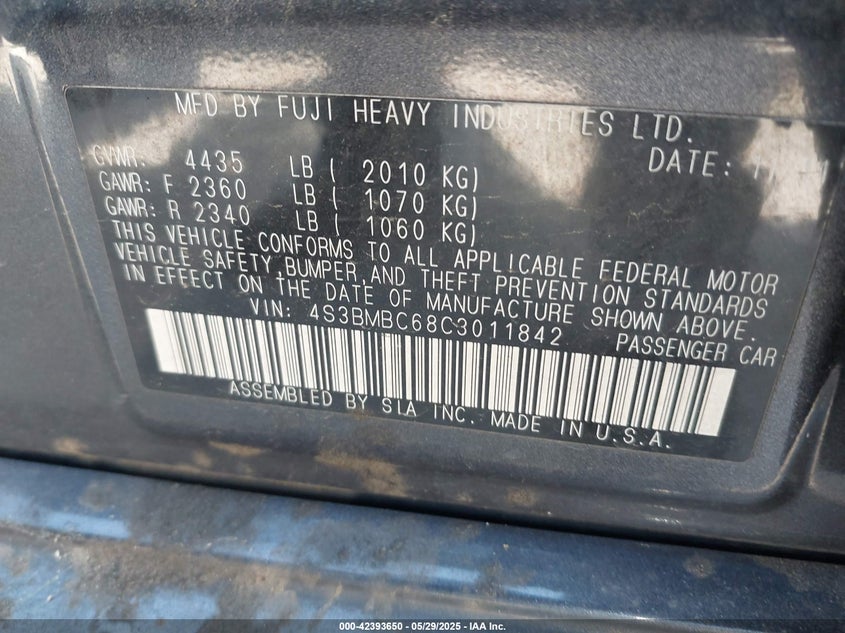 MFD BY FUJI HEAVY INDUSTRIES LTD.
DATE:
GVWR: 4435 LB ( 2010 KG)
GAWR: F 2360 LB ( 1070 KG)
GAWR: R 2340 LB ( 1060 KG)
THIS VEHICLE CONFORMS TO ALL APPLICABLE FEDERAL MOTOR
VEHICLE SAFETY,BUMPER,AND THEFT PREVENTION STANDARDS
IN EFFECT ON THE DATE OF MANUFACTURE SHOWN ABOVE.
VIN: 4S3BMBC68C3011842 PASSENGER CAR
ASSEMBLED BY SIA INC. MADE IN U.S.A.
000-42393650 | 05/29/2025 - IAA Inc.